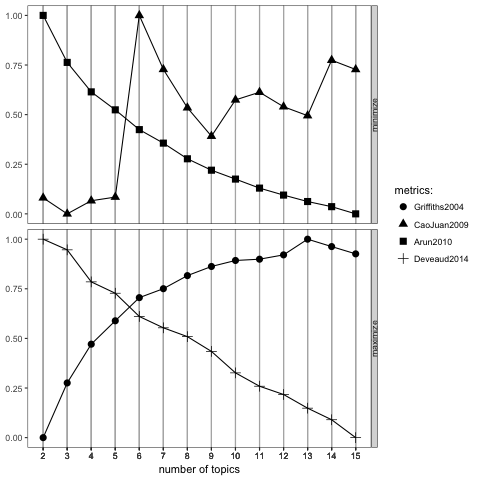 1.00
0.75
0.50
0.25
0.00
minimize
1.00
0.75
0.50
0.25
0.00
maximize
2 3 4 5 6 7 8 9 10 11 12 13 14 15
number of topics
metrics:
Griffiths2004
CaoJuan2009
Arun2010
Deveaud2014